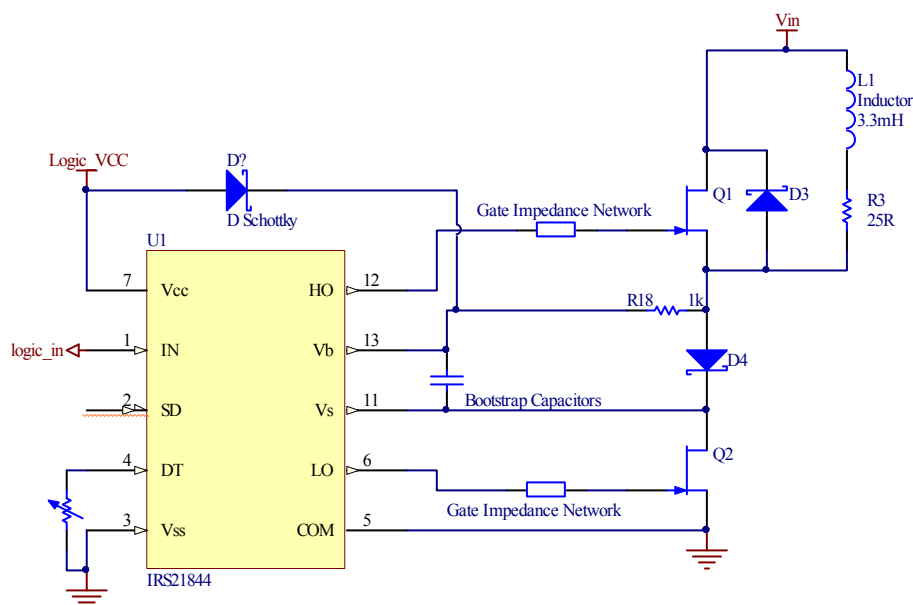 Vin
L1
Inductor
3.3mH
Logic_VCC
D?
D Schottky
Gate Impedance Network
Q1
D3
R3
25R
U1
7
Vcc
HO
12
R18
1k
logic_in
1
IN
Vb
13
D4
2
SD
Vs
11
Bootstrap Capacitors
4
DT
LO
6
Q2
Gate Impedance Network
3
Vss
COM
5
IRS21844